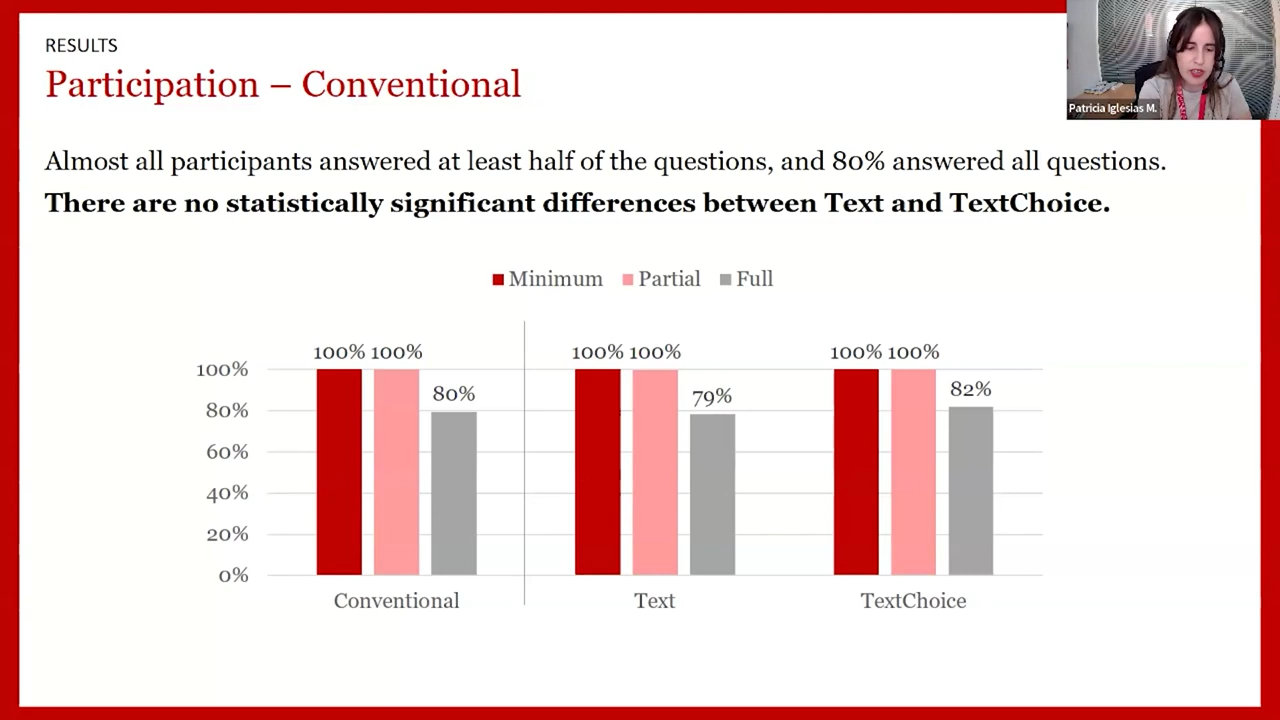 RESULTS
Participation – Conventional
Patricia Iglesias M.
Almost all participants answered at least half of the questions, and 80% answered all questions.
There are no statistically significant differences between Text and TextChoice.
Minimum Partial Full
100% 100% 80% 100% 100% 79% 100% 100% 82%
100%
80%
60%
40%
20%
0%
Conventional Text TextChoice